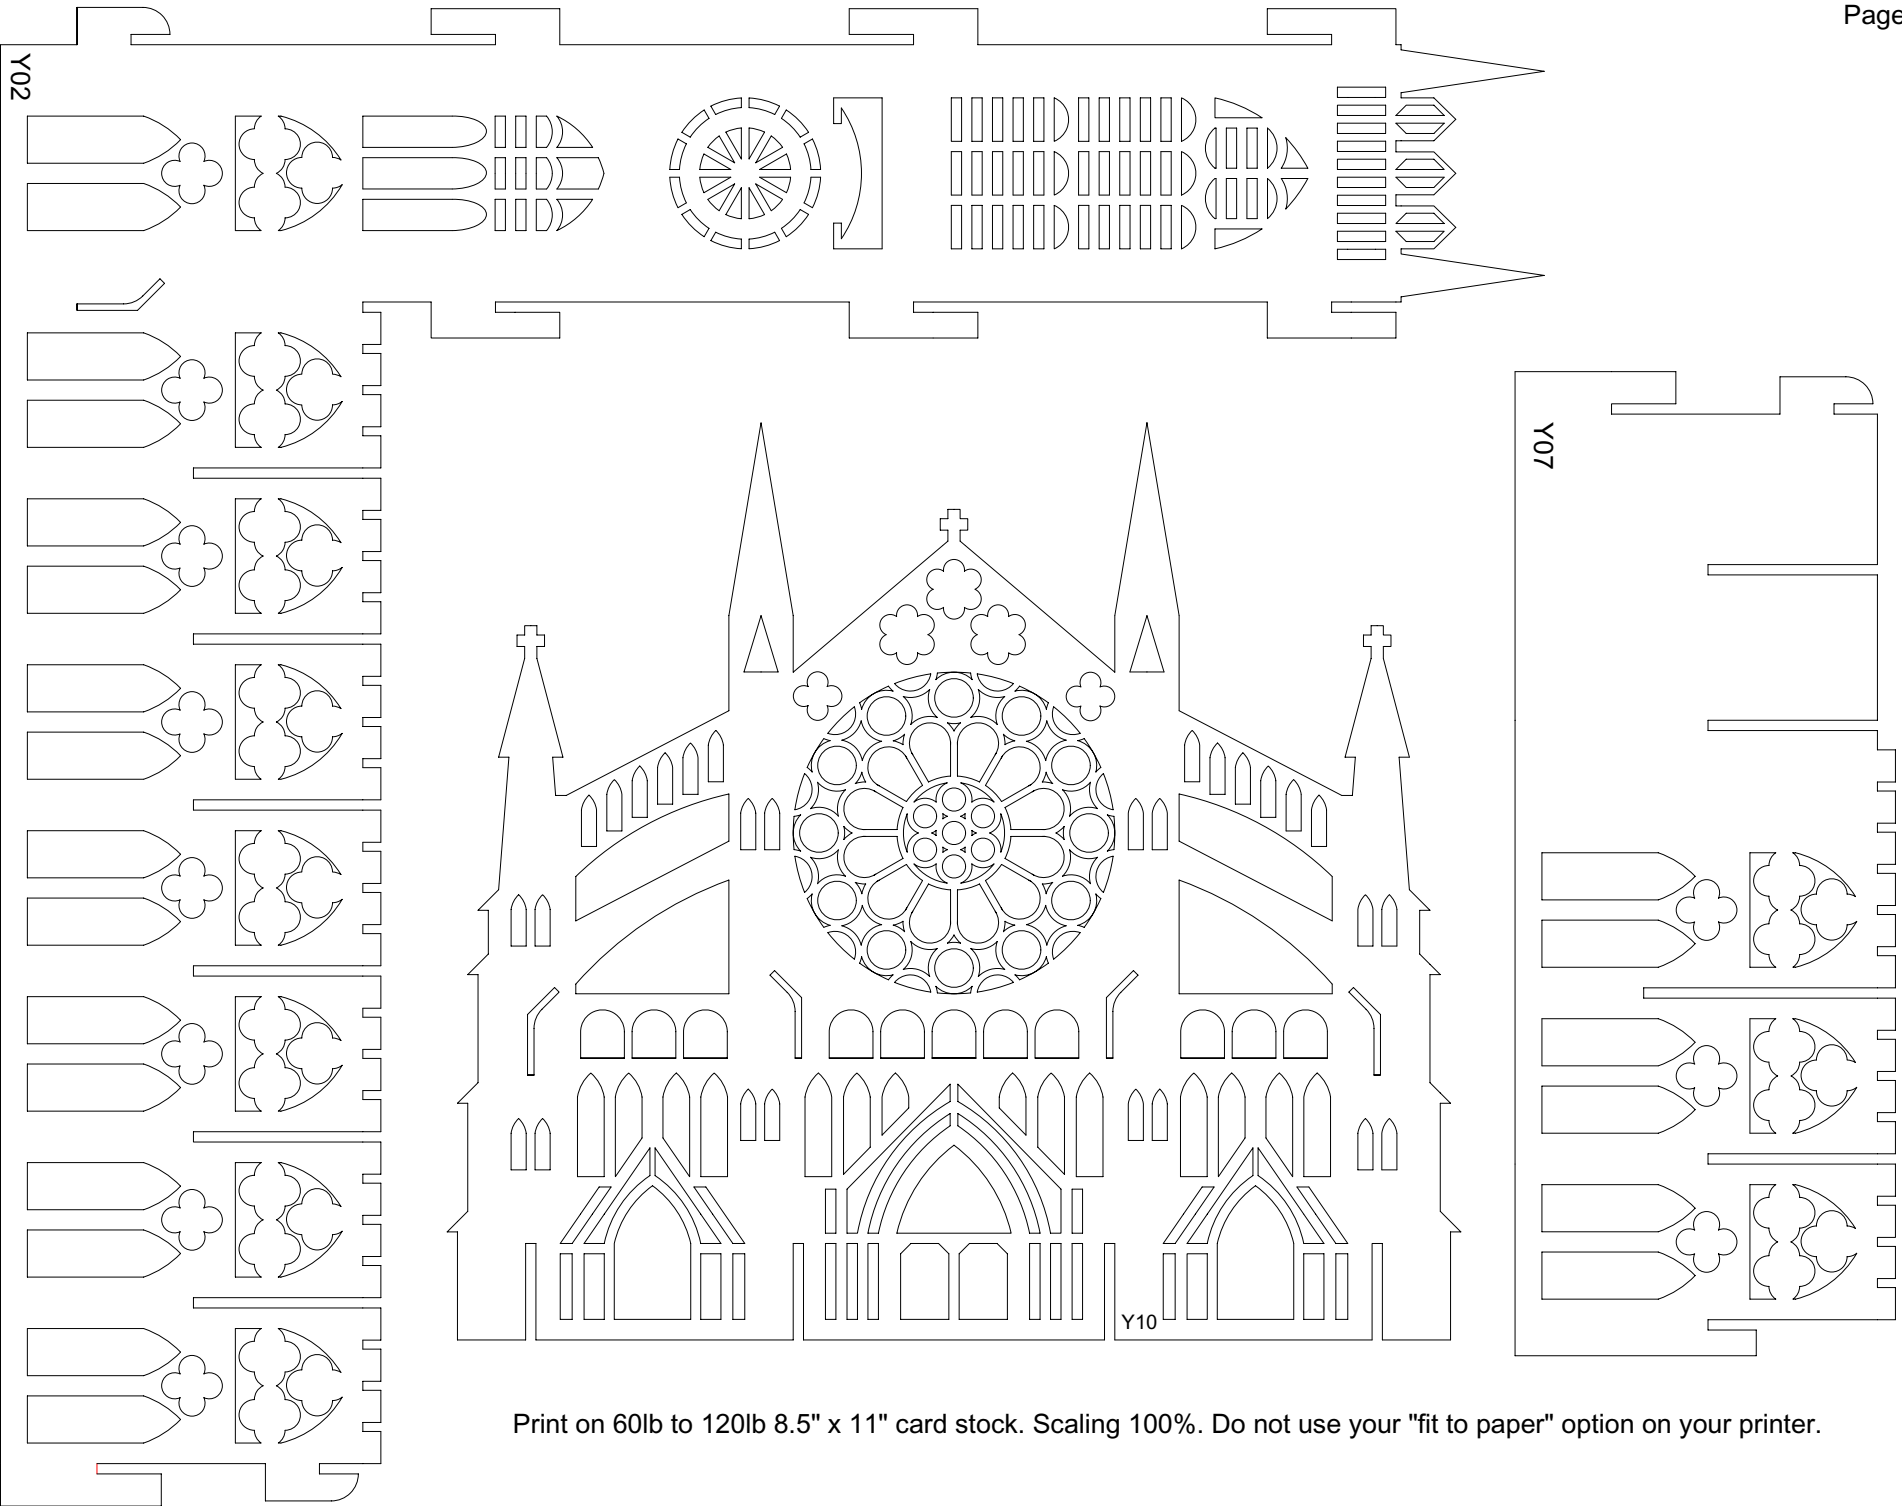 Page
Y02
Y07
Y10
Print on 60lb to 120lb 8.5" x 11" card stock. Scaling 100%. Do not use your "fit to paper" option on your printer.